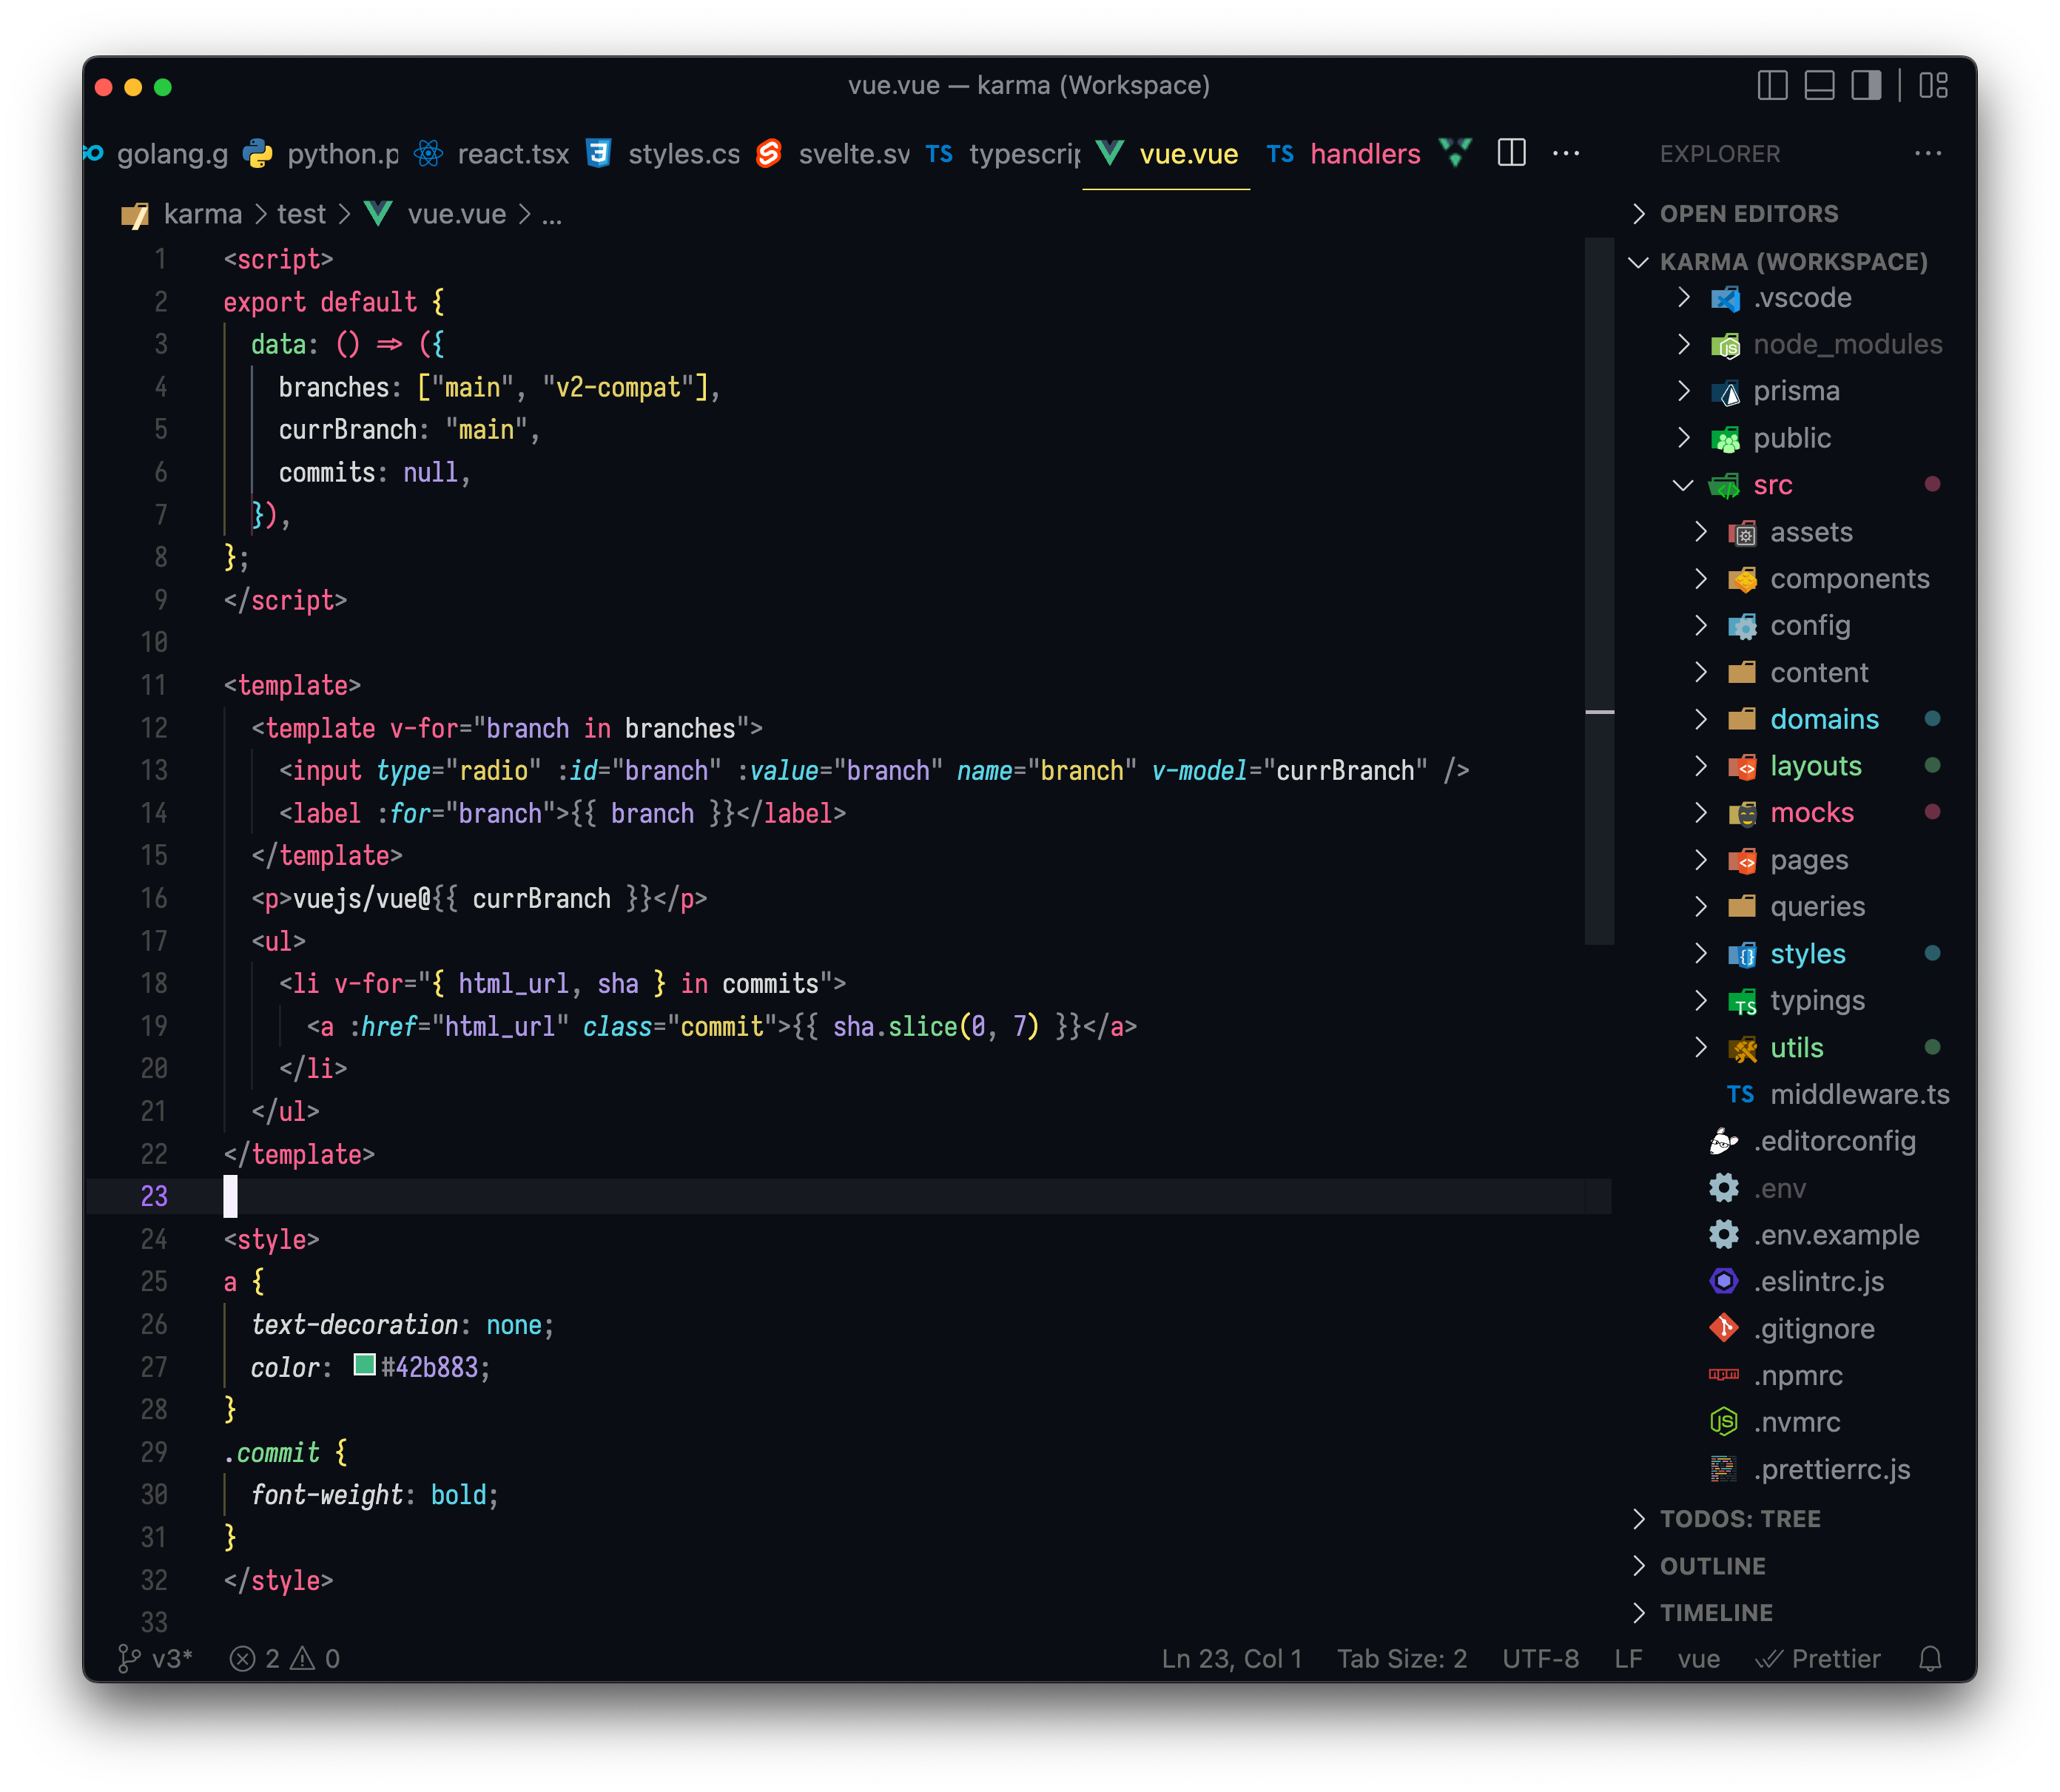 vue.vue — karma (Workspace)
golang.g python.p react.tsx styles.cs svelte.sv TS typescrip vue.vue TS handlers ...
karma > test > vue.vue > ...
1 <script>
2 export default {
3   data: () => ({
4     branches: ["main", "v2-compat"],
5     currBranch: "main",
6     commits: null,
7   }),
8 };
9 </script>
10
11 <template>
12   <template v-for="branch in branches">
13     <input type="radio" :id="branch" :value="branch" name="branch" v-model="currBranch" />
14     <label :for="branch">{{ branch }}</label>
15   </template>
16   <p>vuejs/vue@{{ currBranch }}</p>
17   <ul>
18     <li v-for="{ html_url, sha } in commits">
19       <a :href="html_url" class="commit">{{ sha.slice(0, 7) }}</a>
20     </li>
21   </ul>
22 </template>
23
24 <style>
25 a {
26   text-decoration: none;
27   color: #42b883;
28 }
29 .commit {
30   font-weight: bold;
31 }
32 </style>
33
EXPLORER ...
OPEN EDITORS
KARMA (WORKSPACE)
.vscode
node_modules
prisma
public
src
assets
components
config
content
domains
layouts
mocks
pages
queries
styles
typings
utils
TS middleware.ts
.editorconfig
.env
.env.example
.eslintrc.js
.gitignore
.npmrc
.nvmrc
.prettierrc.js
TODOS: TREE
OUTLINE
TIMELINE
v3* 2 0 Ln 23, Col 1 Tab Size: 2 UTF-8 LF vue Prettier